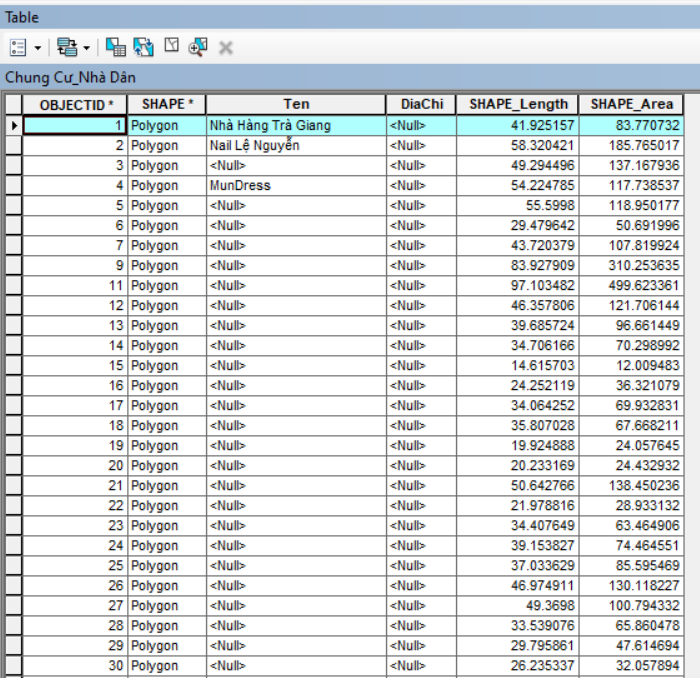 Table
Chung Cư_Nhà Dân
OBJECTID * SHAPE * Ten DiaChi SHAPE_Length SHAPE_Area
1 Polygon Nhà Hàng Trà Giang <Null> 41.925157 83.770732
2 Polygon Nail Lệ Nguyễn <Null> 58.320421 185.765017
3 Polygon <Null> <Null> 49.294496 137.167936
4 Polygon MunDress <Null> 54.224785 117.738537
5 Polygon <Null> <Null> 55.5998 118.950177
6 Polygon <Null> <Null> 29.479642 50.691996
7 Polygon <Null> <Null> 43.720379 107.819924
9 Polygon <Null> <Null> 83.927909 310.253635
11 Polygon <Null> <Null> 97.103482 499.623361
12 Polygon <Null> <Null> 46.357806 121.706144
13 Polygon <Null> <Null> 39.685724 96.661449
14 Polygon <Null> <Null> 34.706166 70.298992
15 Polygon <Null> <Null> 14.615703 12.009483
16 Polygon <Null> <Null> 24.252119 36.321079
17 Polygon <Null> <Null> 34.064252 69.932831
18 Polygon <Null> <Null> 35.807028 67.668211
19 Polygon <Null> <Null> 19.924888 24.057645
20 Polygon <Null> <Null> 20.233169 24.432932
21 Polygon <Null> <Null> 50.642766 138.450236
22 Polygon <Null> <Null> 21.978816 28.933132
23 Polygon <Null> <Null> 34.407649 63.464906
24 Polygon <Null> <Null> 39.153827 74.464551
25 Polygon <Null> <Null> 37.033629 85.595469
26 Polygon <Null> <Null> 46.974911 130.118227
27 Polygon <Null> <Null> 49.3698 100.794332
28 Polygon <Null> <Null> 33.539076 65.860478
29 Polygon <Null> <Null> 29.795861 47.614694
30 Polygon <Null> <Null> 26.235337 32.057894